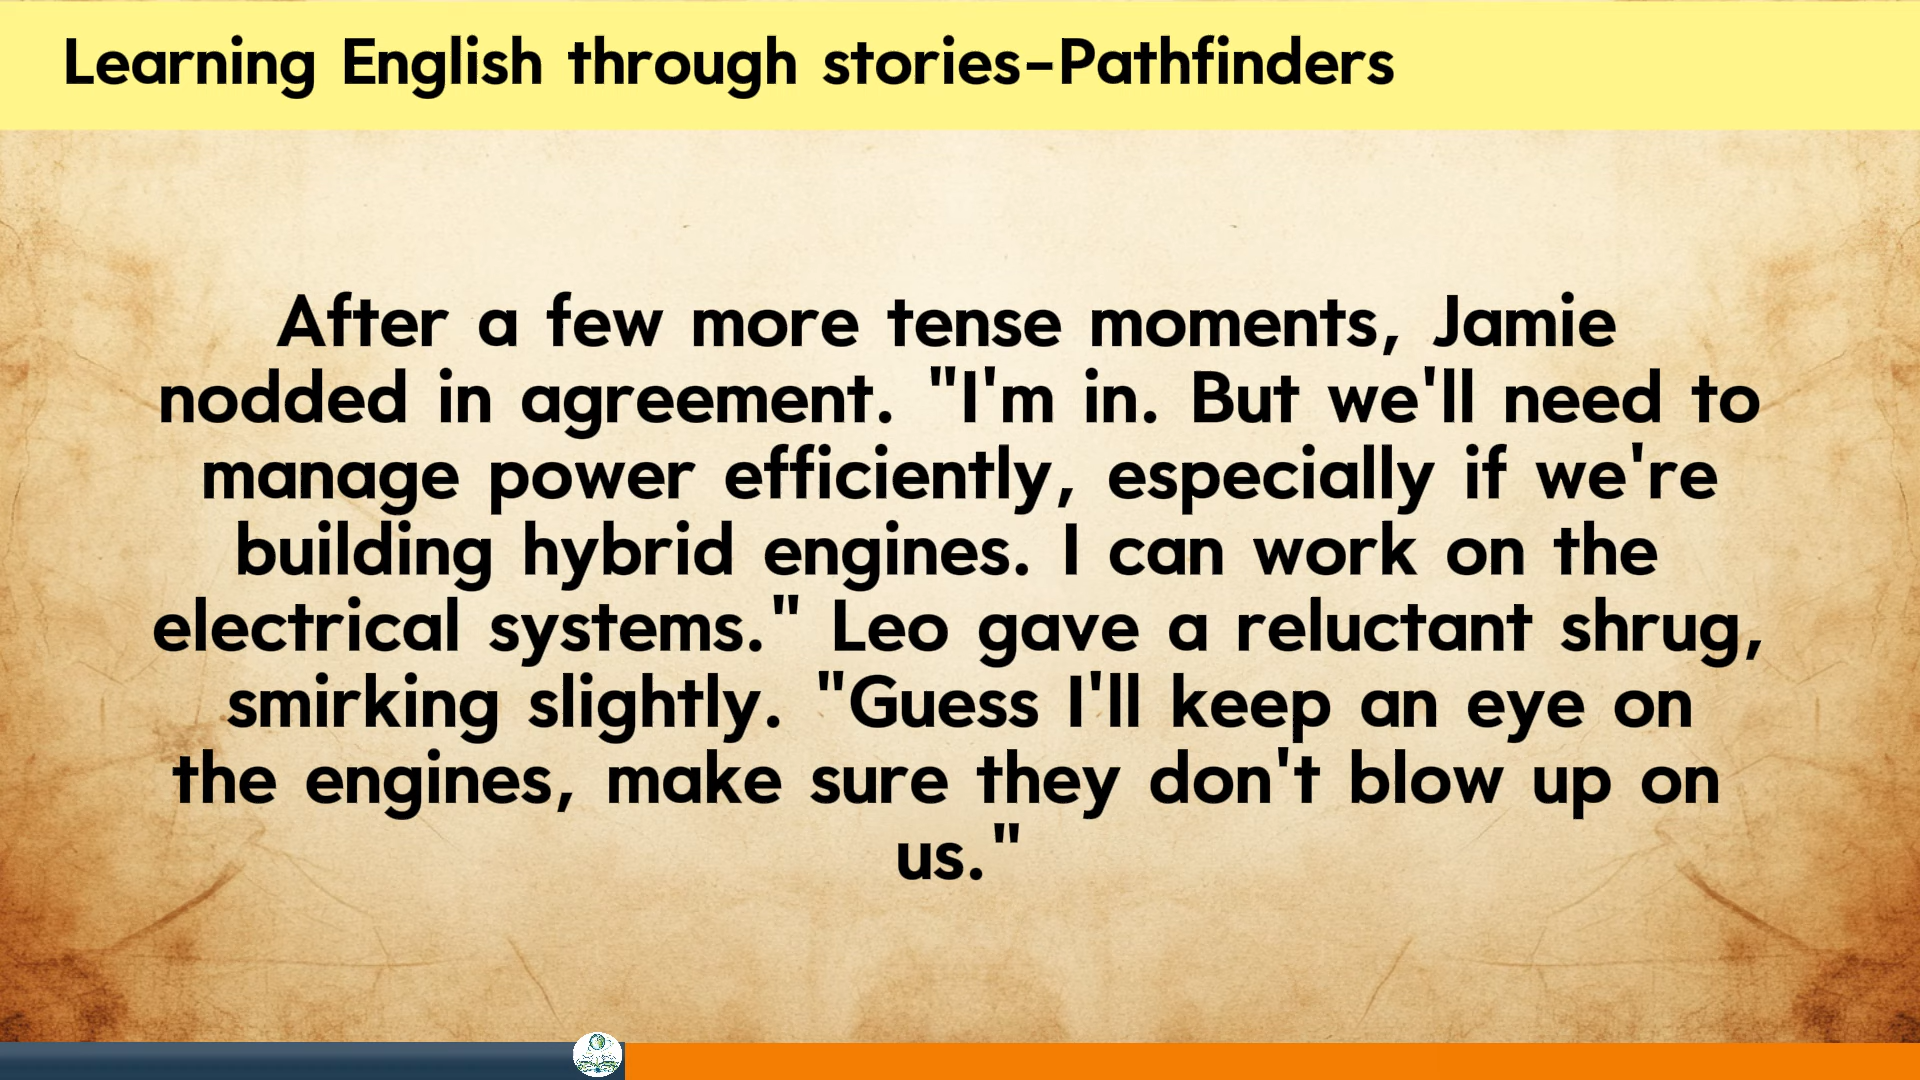 Learning English through stories-Pathfinders
After a few more tense moments, Jamie
nodded in agreement. "I'm in. But we'll need to
manage power efficiently, especially if we're
building hybrid engines. I can work on the
electrical systems." Leo gave a reluctant shrug,
smirking slightly. "Guess I'll keep an eye on
the engines, make sure they don't blow up on
us."